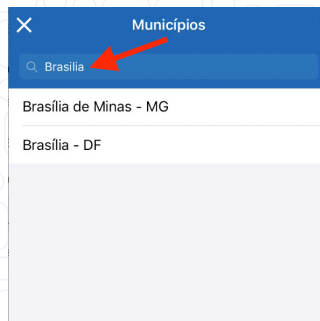 Municípios
Brasilia
Brasília de Minas - MG
Brasília - DF